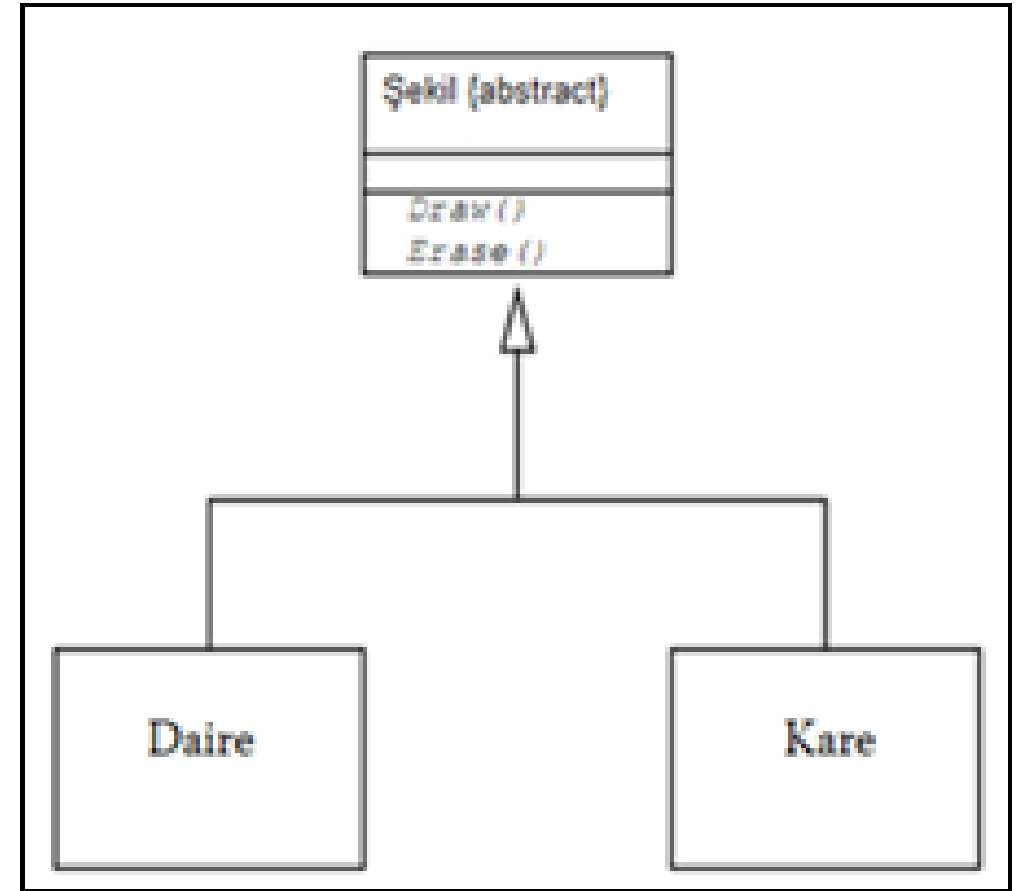 Şekil {abstract}
Draw()
Erase()
Daire
Kare